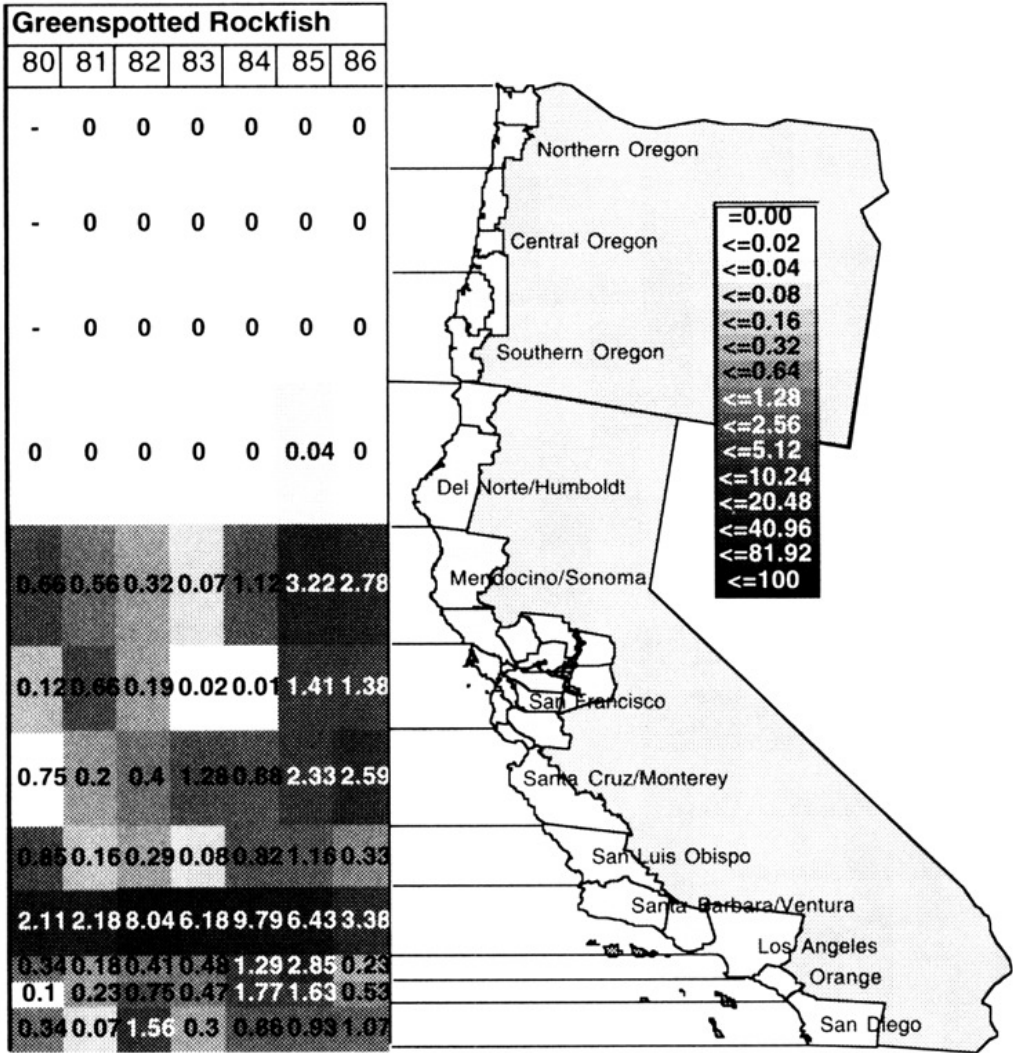 Greenspotted Rockfish
80 81 82 83 84 85 86
- 0 0 0 0 0 0
Northern Oregon
- 0 0 0 0 0 0
Central Oregon
- 0 0 0 0 0 0
Southern Oregon
0 0 0 0 0 0.04 0
Del Norte/Humboldt
0.66 0.56 0.32 0.07 1.12 3.22 2.78
Mendocino/Sonoma
0.12 0.66 0.19 0.02 0.01 1.41 1.38
San Francisco
0.75 0.2 0.4 1.28 0.88 2.33 2.59
Santa Cruz/Monterey
0.85 0.16 0.29 0.08 0.82 1.16 0.33
San Luis Obispo
2.11 2.18 8.04 6.18 9.79 6.43 3.38
Santa Barbara/Ventura
0.34 0.18 0.41 0.48 1.29 2.85 0.23
Los Angeles
0.1 0.23 0.75 0.47 1.77 1.63 0.53
Orange
0.34 0.07 1.56 0.3 0.66 0.93 1.07
San Diego
=0.00
<=0.02
<=0.04
<=0.08
<=0.16
<=0.32
<=0.64
<=1.28
<=2.56
<=5.12
<=10.24
<=20.48
<=40.96
<=81.92
<=100